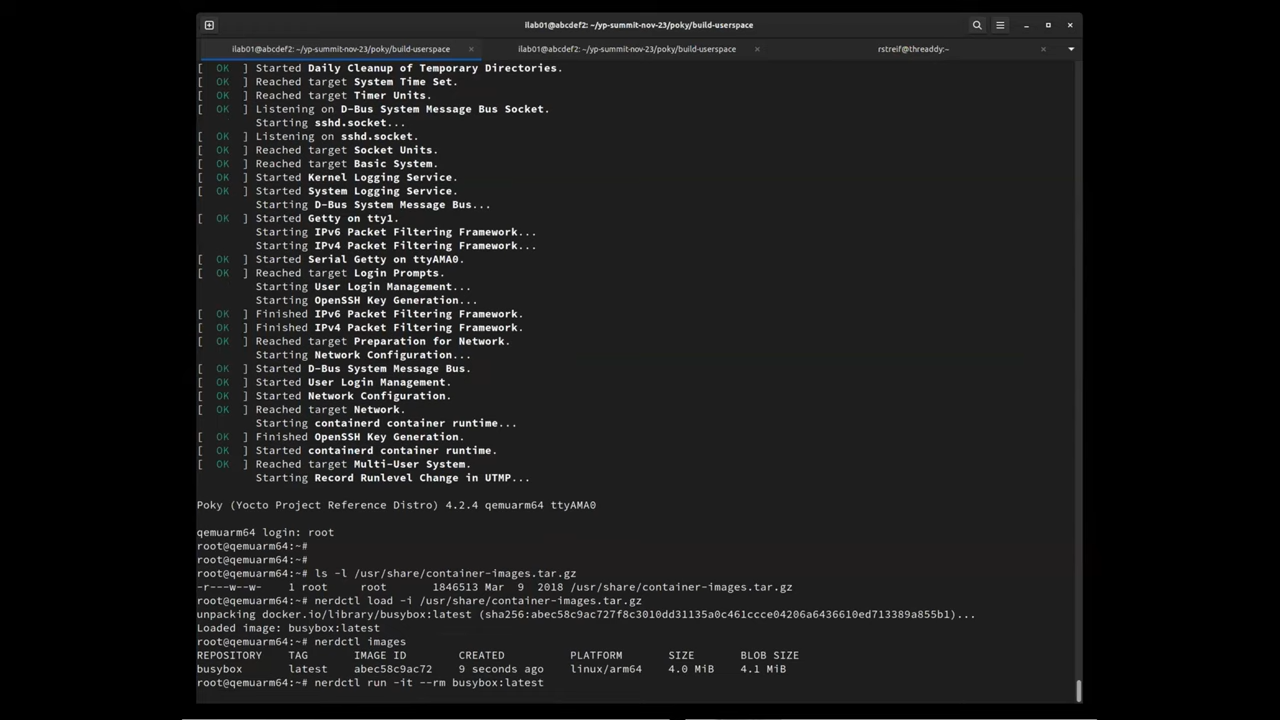 ilab01@abcdef2: ~/yp-summit-nov-23/poky/build-userspace
ilab01@abcdef2: ~/yp-summit-nov-23/poky/build-userspace
ilab01@abcdef2: ~/yp-summit-nov-23/poky/build-userspace
rstreif@threaddy:~
[  OK  ] Started Daily Cleanup of Temporary Directories.
[  OK  ] Reached target System Time Set.
[  OK  ] Reached target Timer Units.
[  OK  ] Listening on D-Bus System Message Bus Socket.
Starting sshd.socket...
[  OK  ] Listening on sshd.socket.
[  OK  ] Reached target Socket Units.
[  OK  ] Reached target Basic System.
[  OK  ] Started Kernel Logging Service.
[  OK  ] Started System Logging Service.
Starting D-Bus System Message Bus...
[  OK  ] Started Getty on tty1.
Starting IPv6 Packet Filtering Framework...
Starting IPv4 Packet Filtering Framework...
[  OK  ] Started Serial Getty on ttyAMA0.
[  OK  ] Reached target Login Prompts.
Starting User Login Management...
Starting OpenSSH Key Generation...
[  OK  ] Finished IPv6 Packet Filtering Framework.
[  OK  ] Finished IPv4 Packet Filtering Framework.
[  OK  ] Reached target Preparation for Network.
Starting Network Configuration...
[  OK  ] Started D-Bus System Message Bus.
[  OK  ] Started User Login Management.
[  OK  ] Started Network Configuration.
[  OK  ] Reached target Network.
Starting containerd container runtime...
[  OK  ] Finished OpenSSH Key Generation.
[  OK  ] Started containerd container runtime.
[  OK  ] Reached target Multi-User System.
Starting Record Runlevel Change in UTMP...
Poky (Yocto Project Reference Distro) 4.2.4 qemuarm64 ttyAMA0
qemuarm64 login: root
root@qemuarm64:~#
root@qemuarm64:~#
root@qemuarm64:~# ls -l /usr/share/container-images.tar.gz
-r---w--w-    1 root     root       1846513 Mar  9  2018 /usr/share/container-images.tar.gz
root@qemuarm64:~# nerdctl load -i /usr/share/container-images.tar.gz
unpacking docker.io/library/busybox:latest (sha256:abec58c9ac727f8c3010dd31135a0c461ccce04206a6436610ed713389a855b1)...
Loaded image: busybox:latest
root@qemuarm64:~# nerdctl images
REPOSITORY    TAG       IMAGE ID        CREATED          PLATFORM       SIZE       BLOB SIZE
busybox       latest    abec58c9ac72    9 seconds ago    linux/arm64    4.0 MiB    4.1 MiB
root@qemuarm64:~# nerdctl run -it --rm busybox:latest